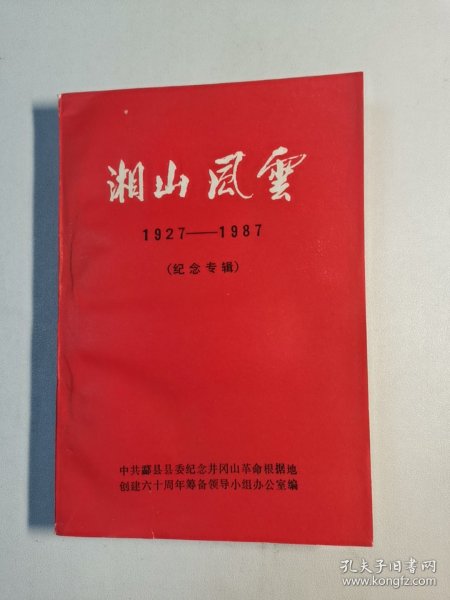 湘山風雲
1927——1987
(纪念专辑)
中共酃县县委纪念井冈山革命根据地
创建六十周年筹备领导小组办公室编
孔夫子旧书网
www.kongfz.com